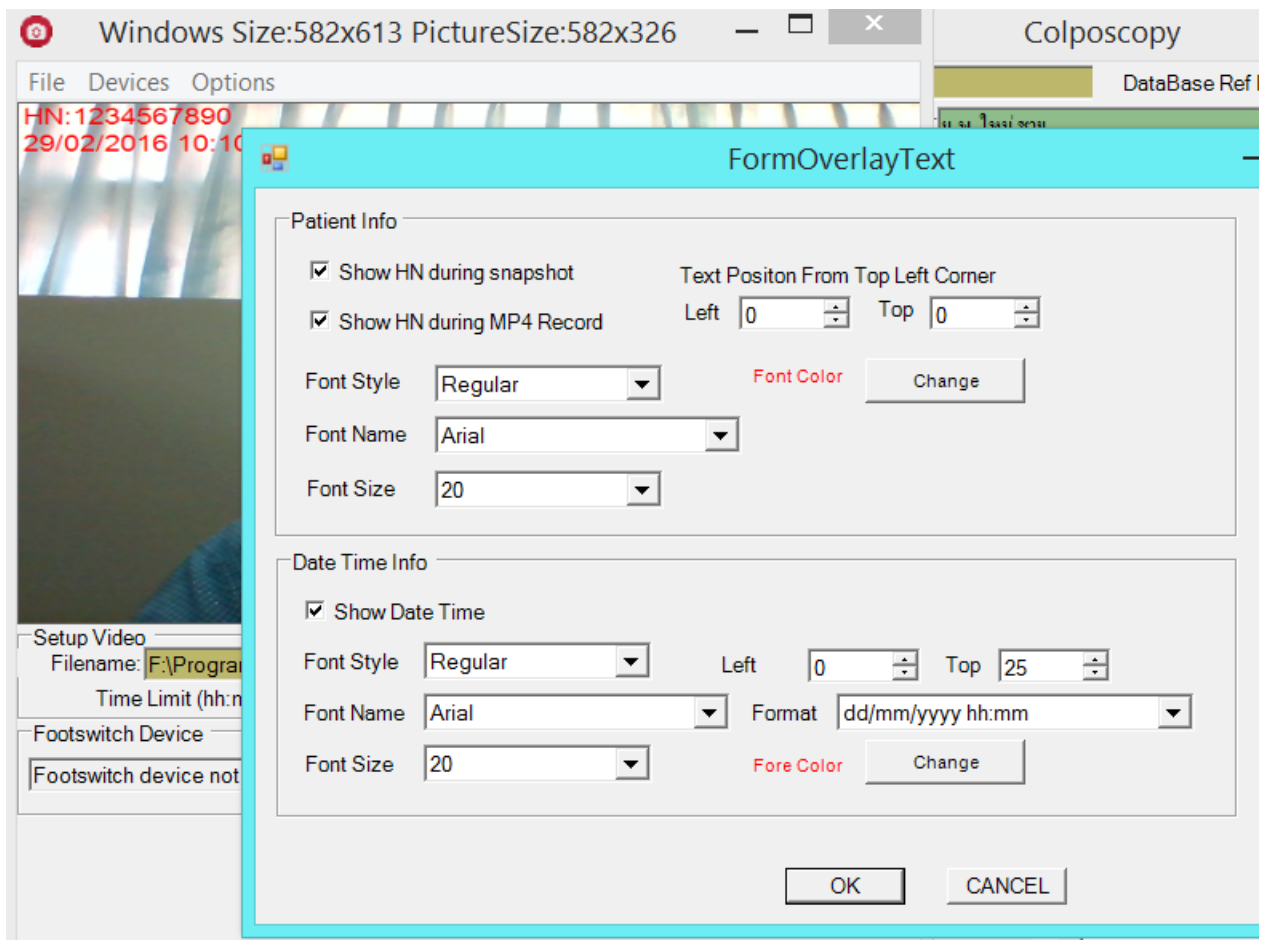 Windows Size:582x613 PictureSize:582x326
Colposcopy
File Devices Options
DataBase Ref
HN:1234567890
29/02/2016 10:10
FormOverlayText
Patient Info
Show HN during snapshot
Text Positon From Top Left Corner
Show HN during MP4 Record
Left 0 Top 0
Font Style Regular Font Color Change
Font Name Arial
Font Size 20
Date Time Info
Show Date Time
Font Style Regular Left 0 Top 25
Font Name Arial Format dd/mm/yyyy hh:mm
Font Size 20 Fore Color Change
OK CANCEL
Setup Video
Filename: F:\Progra
Time Limit (hh:
Footswitch Device
Footswitch device not